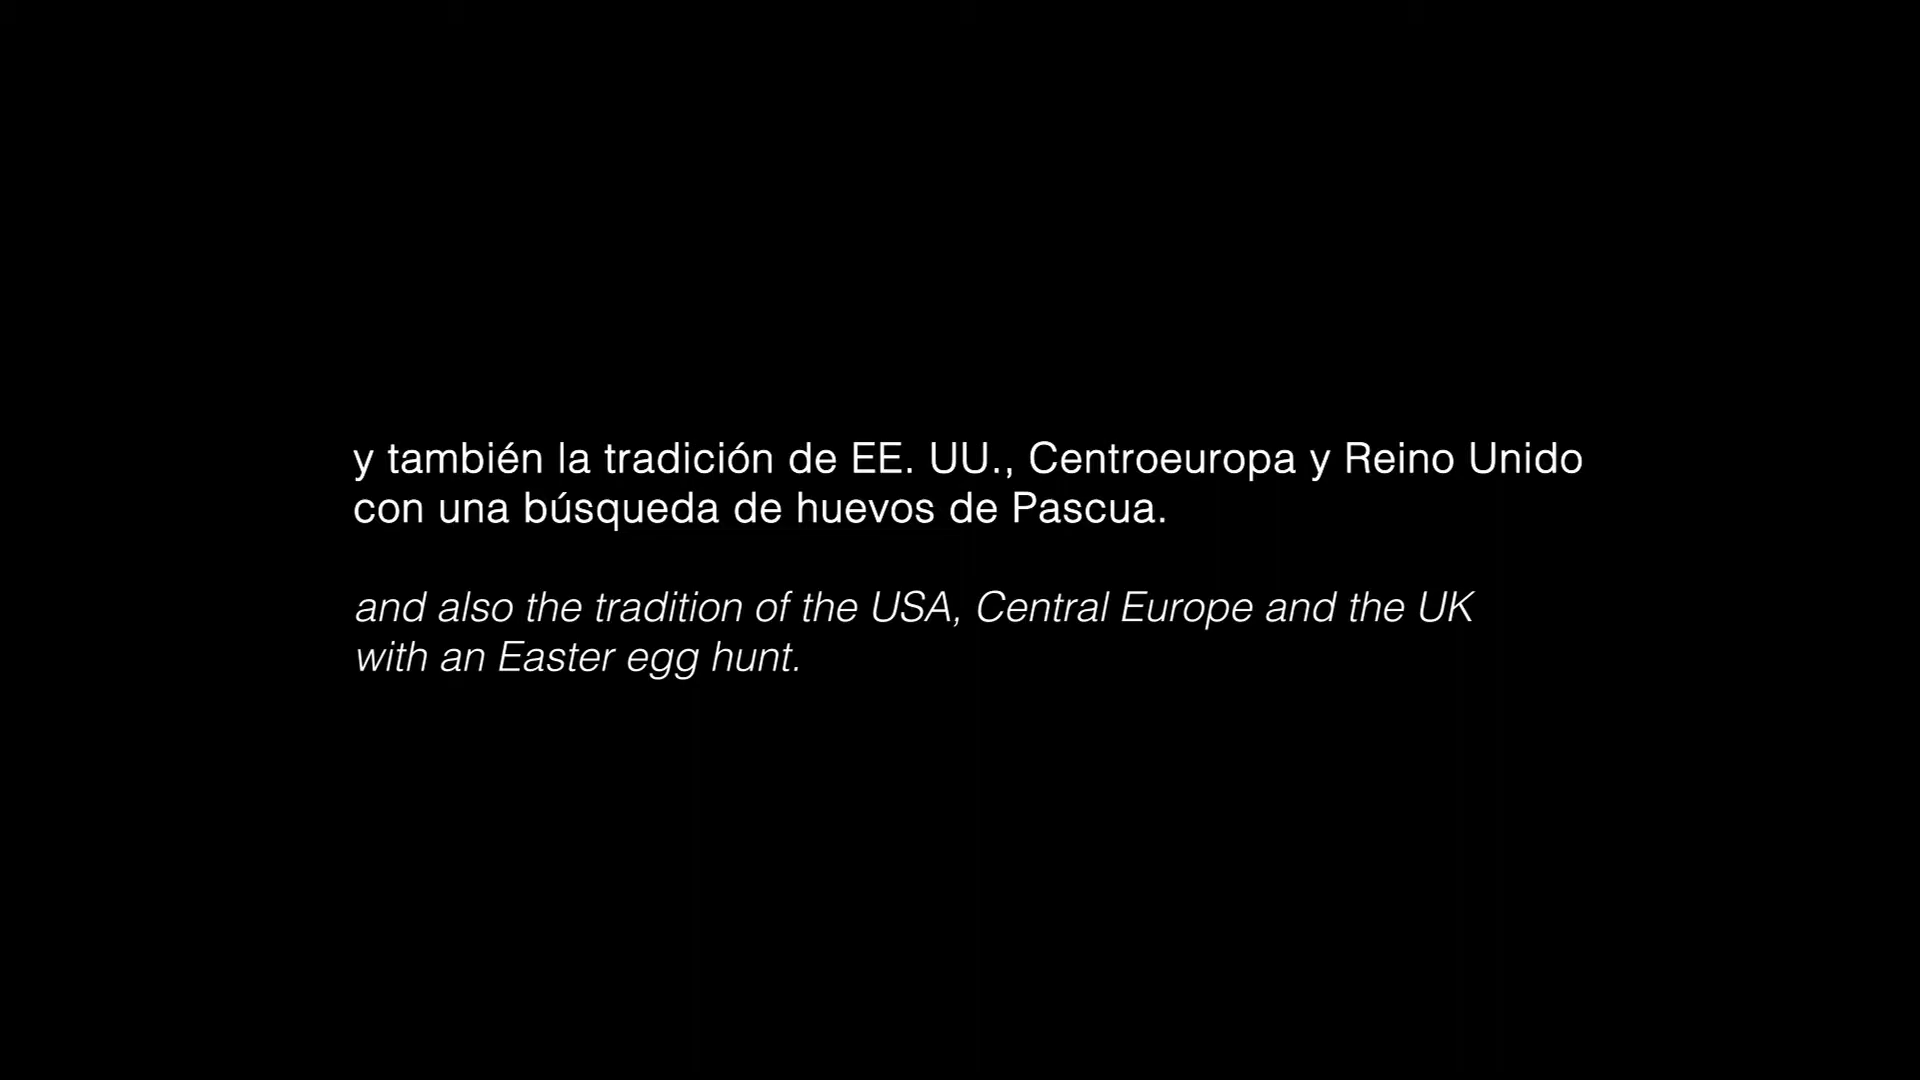 y también la tradición de EE. UU., Centroeuropa y Reino Unido
con una búsqueda de huevos de Pascua.
and also the tradition of the USA, Central Europe and the UK
with an Easter egg hunt.